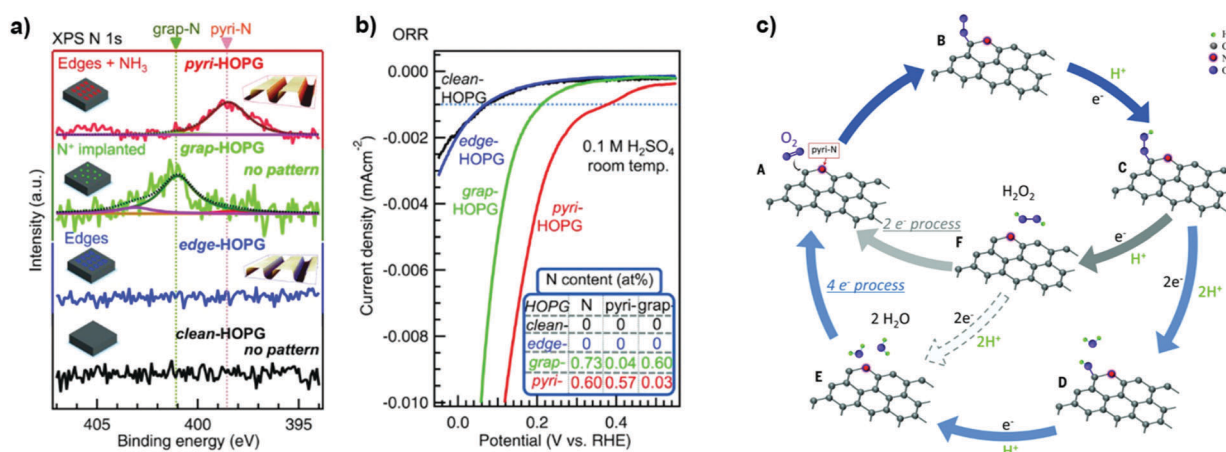 a)
XPS N 1s
grap-N
pyri-N
Edges + NH3
pyri-HOPG
N+ implanted
grap-HOPG
no pattern
Edges
edge-HOPG
clean-HOPG
no pattern
Intensity (a.u.)
405
400
395
Binding energy (eV)
b)
ORR
0.000
-0.002
-0.004
-0.006
-0.008
-0.010
Current density (mAcm-2)
clean-
HOPG
edge-
HOPG
grap-
HOPG
pyri-
HOPG
0.1 M H2SO4
room temp.
N content (at%)
HOPG N pyri- grap-
clean- 0 0 0
edge- 0 0 0
grap- 0.73 0.04 0.60
pyri- 0.60 0.57 0.03
0.0
0.2
0.4
Potential (V vs. RHE)
c)
B
H+
e-
O2
pyri-N
A
C
H2O2
2 e- process
F
e-
H+
2e-
2H+
4 e- process
2 H2O
2e-
2H+
E
D
e-
H+
H
N